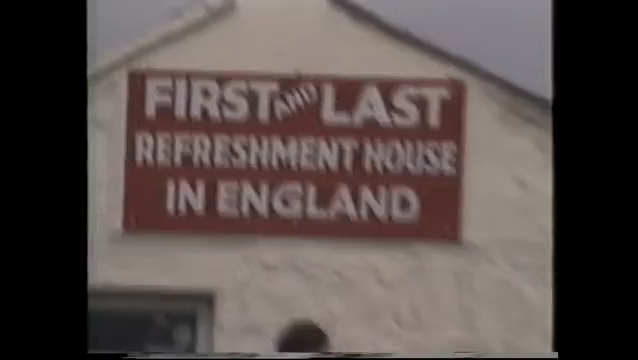 FIRST AND LAST
REFRESHMENT HOUSE
IN ENGLAND